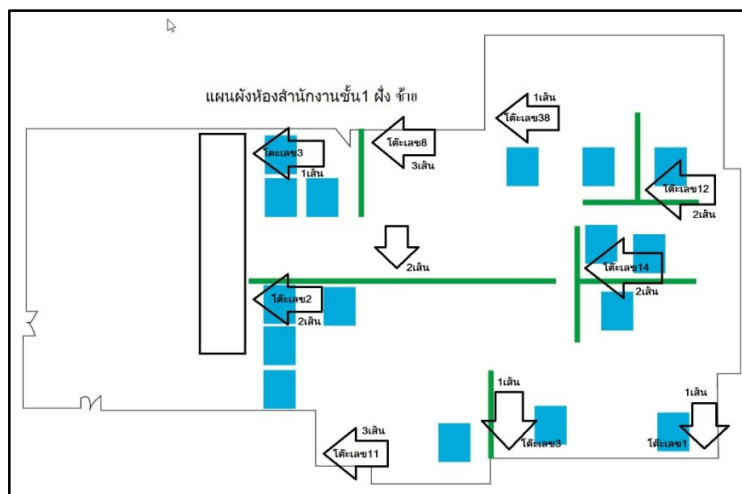 แผนผังห้องสำนักงานชั้น1 ฝั่ง ซ้าย
1เส้น
โต๊ะเลข38
โต๊ะเลข8
3เส้น
โต๊ะเลข3
1เส้น
โต๊ะเลข12
2เส้น
2เส้น
โต๊ะเลข14
2เส้น
โต๊ะเลข2
2เส้น
1เส้น
โต๊ะเลข3
1เส้น
โต๊ะเลข1
3เส้น
โต๊ะเลข11